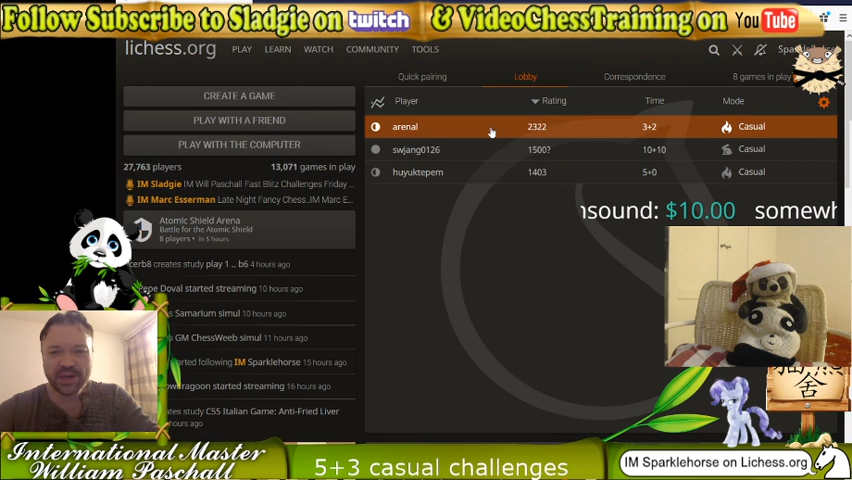 Follow Subscribe to Sladgie on twitch & VideoChessTraining on YouTube
lichess.org PLAY LEARN WATCH COMMUNITY TOOLS
Quick pairing Lobby Correspondence 8 games in play
CREATE A GAME
PLAY WITH A FRIEND
PLAY WITH THE COMPUTER
27,763 players 13,071 games in play
Player Rating Time Mode
arenal 2322 3+2 Casual
swjang0126 1500? 10+10 Casual
huyuktepem 1403 5+0 Casual
IM Sladgie IM Will Paschall Fast Blitz Challenges Friday ...
IM Marc Esserman Late Night Fancy Chess..IM Marc E...
nsound: $10.00 somewh
Atomic Shield Arena
Battle for the Atomic Shield
8 players • in 5 hours
cerb8 creates study play 1 .. b6 4 hours ago
Pepe Doval started streaming 10 hours ago
s Samarium simul 10 hours ago
s GM ChessWeeb simul 11 hours ago
started following IM Sparklehorse 15 hours ago
owdragoon started streaming 16 hours ago
ates study C55 Italian Game: Anti-Fried Liver
hours ago
International Master
William Paschall
5+3 casual challenges
IM Sparklehorse on Lichess.org